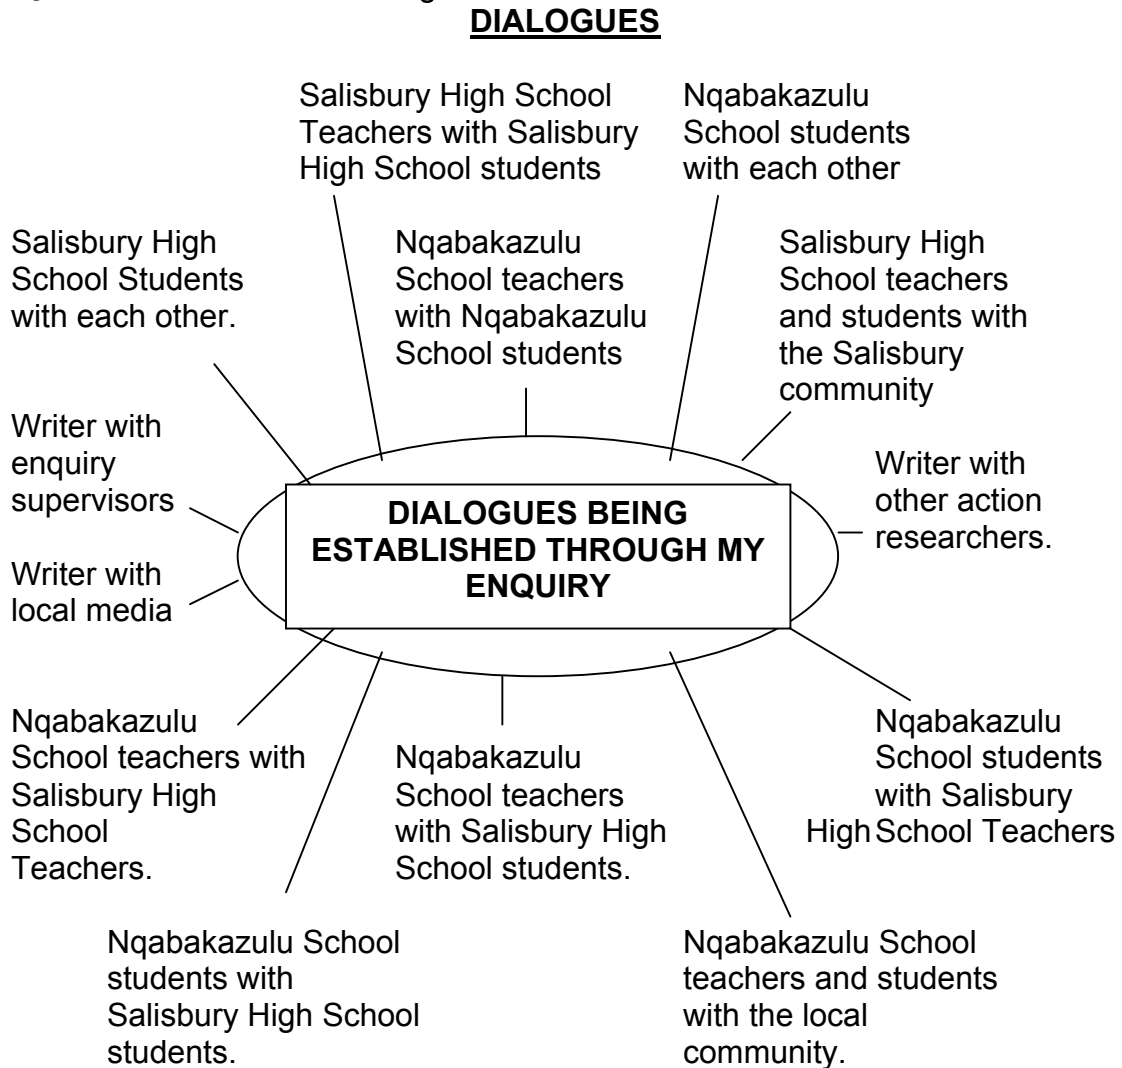 DIALOGUES
Salisbury High School
Teachers with Salisbury
High School students
Nqabakazulu
School students
with each other
Salisbury High
School Students
with each other.
Nqabakazulu
School teachers
with Nqabakazulu
School students
Salisbury High
School teachers
and students with
the Salisbury
community
Writer with
enquiry
supervisors
Writer with
other action
researchers.
DIALOGUES BEING
ESTABLISHED THROUGH MY
ENQUIRY
Writer with
local media
Nqabakazulu
School teachers with
Salisbury High
School
Teachers.
Nqabakazulu
School teachers
with Salisbury High
School students.
Nqabakazulu
School students
with Salisbury
High School Teachers
Nqabakazulu School
students with
Salisbury High School
students.
Nqabakazulu School
teachers and students
with the local
community.